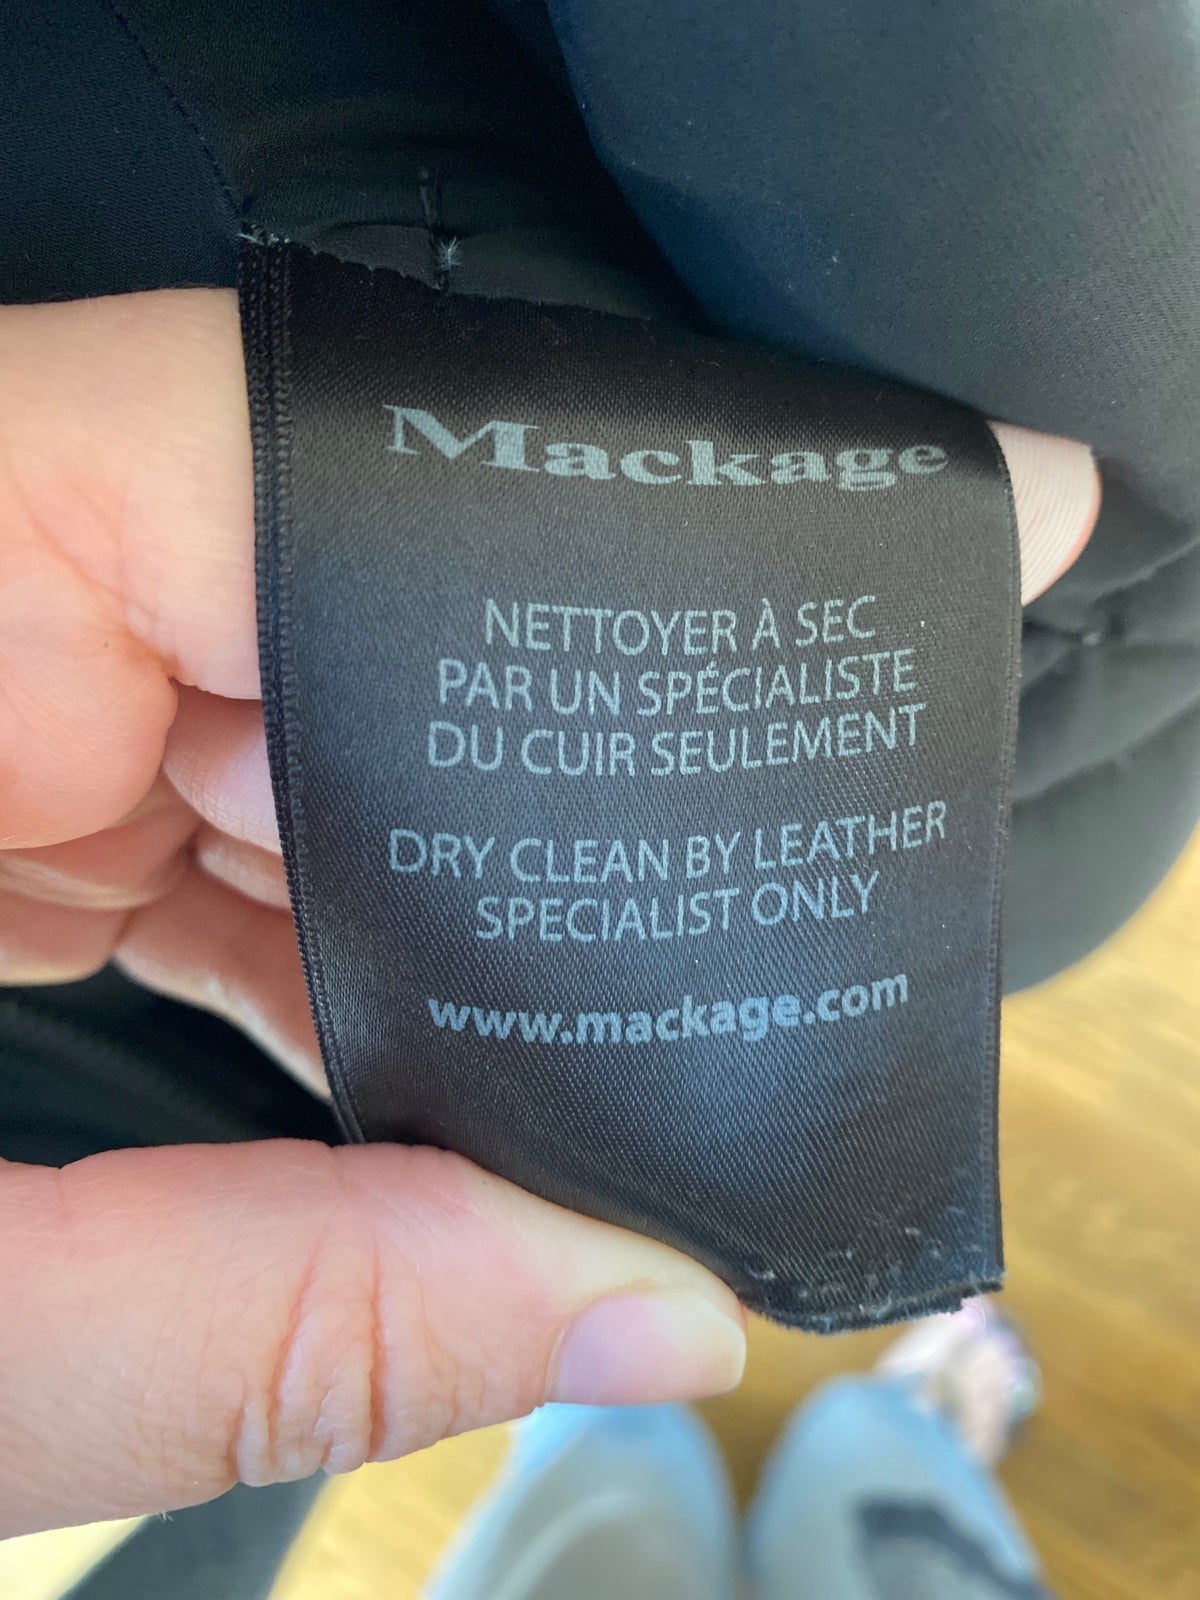 Mackage
NETTOYER À SEC
PAR UN SPÉCIALISTE
DU CUIR SEULEMENT
DRY CLEAN BY LEATHER
SPECIALIST ONLY
www.mackage.com